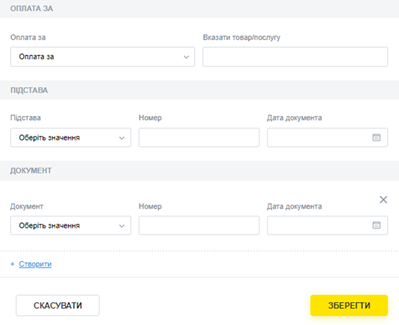 ОПЛАТА ЗА
Оплата за Вказати товар/послугу
Оплата за
ПІДСТАВА
Підстава Номер Дата документа
Оберіть значення
ДОКУМЕНТ
Документ Номер Дата документа
Оберіть значення
+ Створити
СКАСУВАТИ ЗБЕРЕГТИ